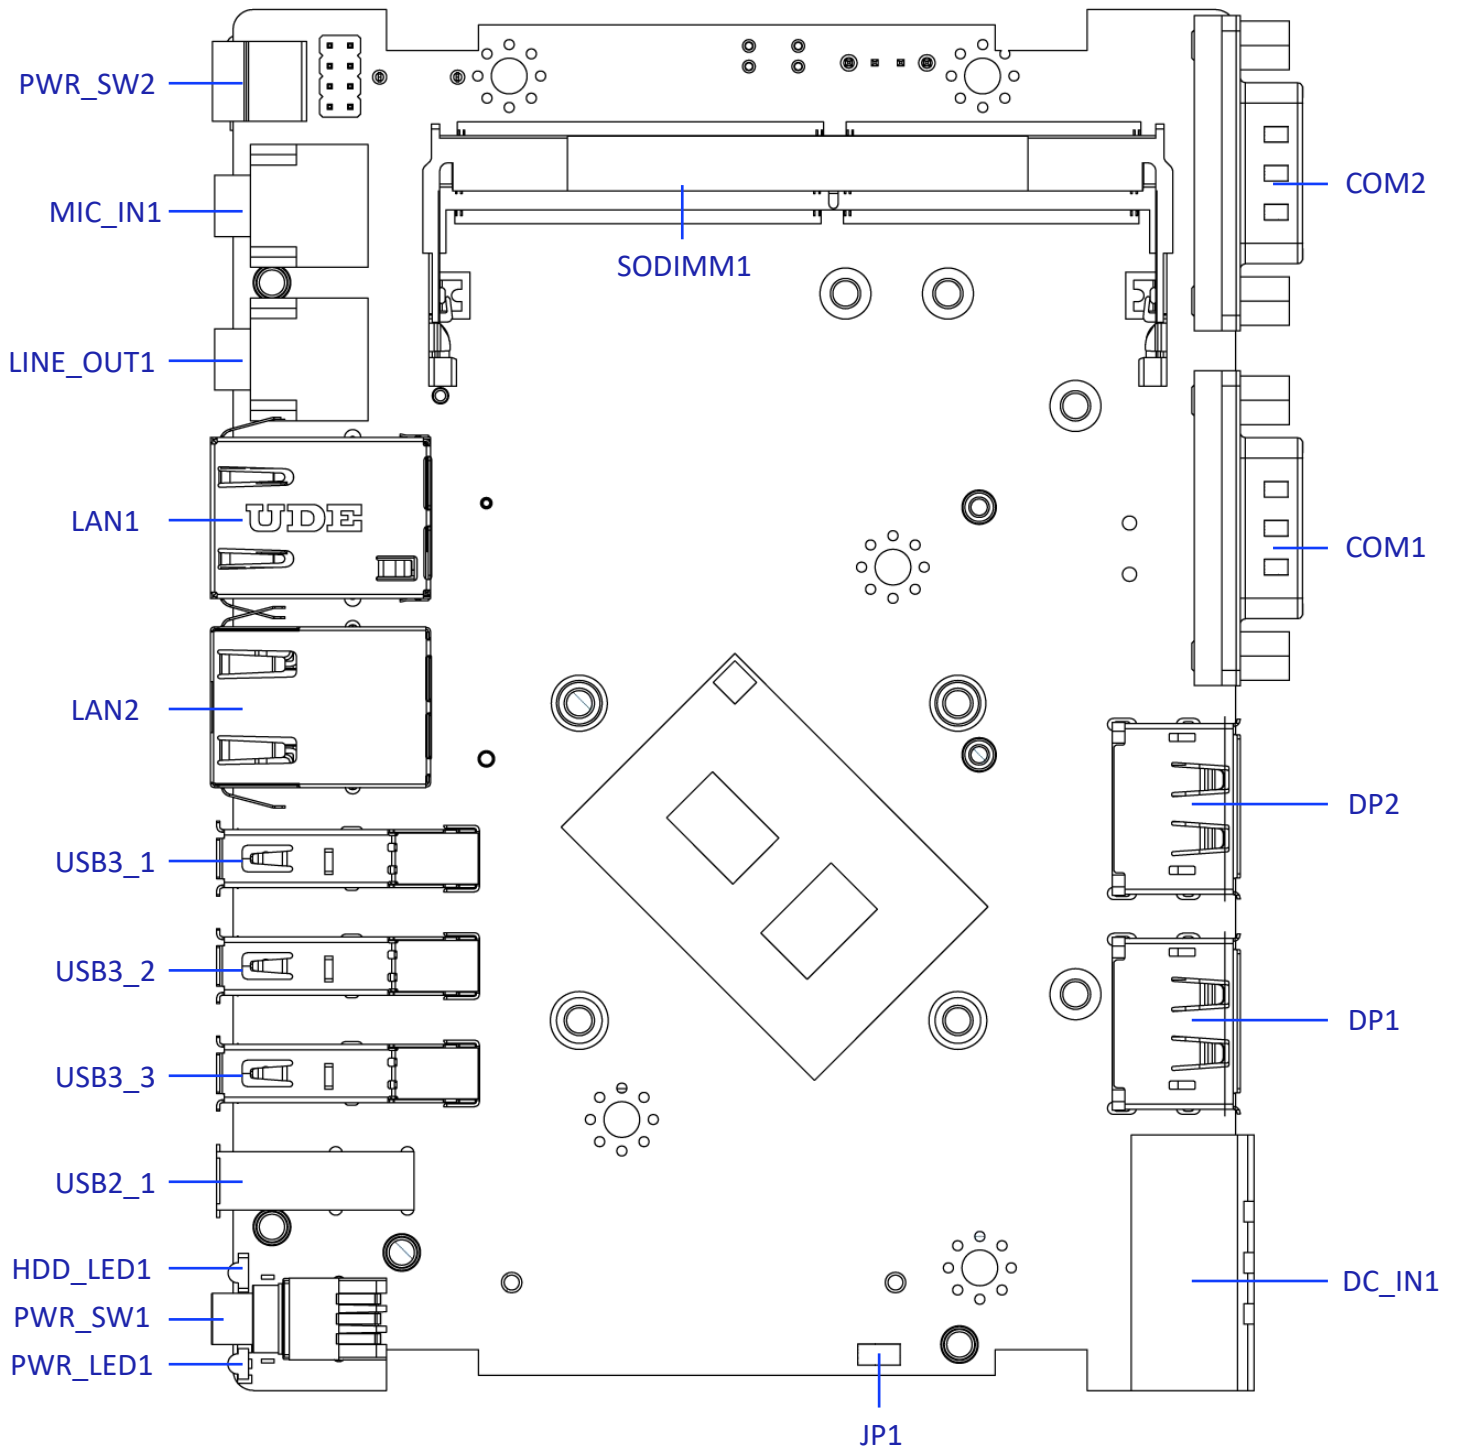 PWR_SW2
COM2
MIC_IN1
SODIMM1
LINE_OUT1
LAN1
UDE
COM1
LAN2
DP2
USB3_1
USB3_2
DP1
USB3_3
USB2_1
HDD_LED1
DC_IN1
PWR_SW1
PWR_LED1
JP1